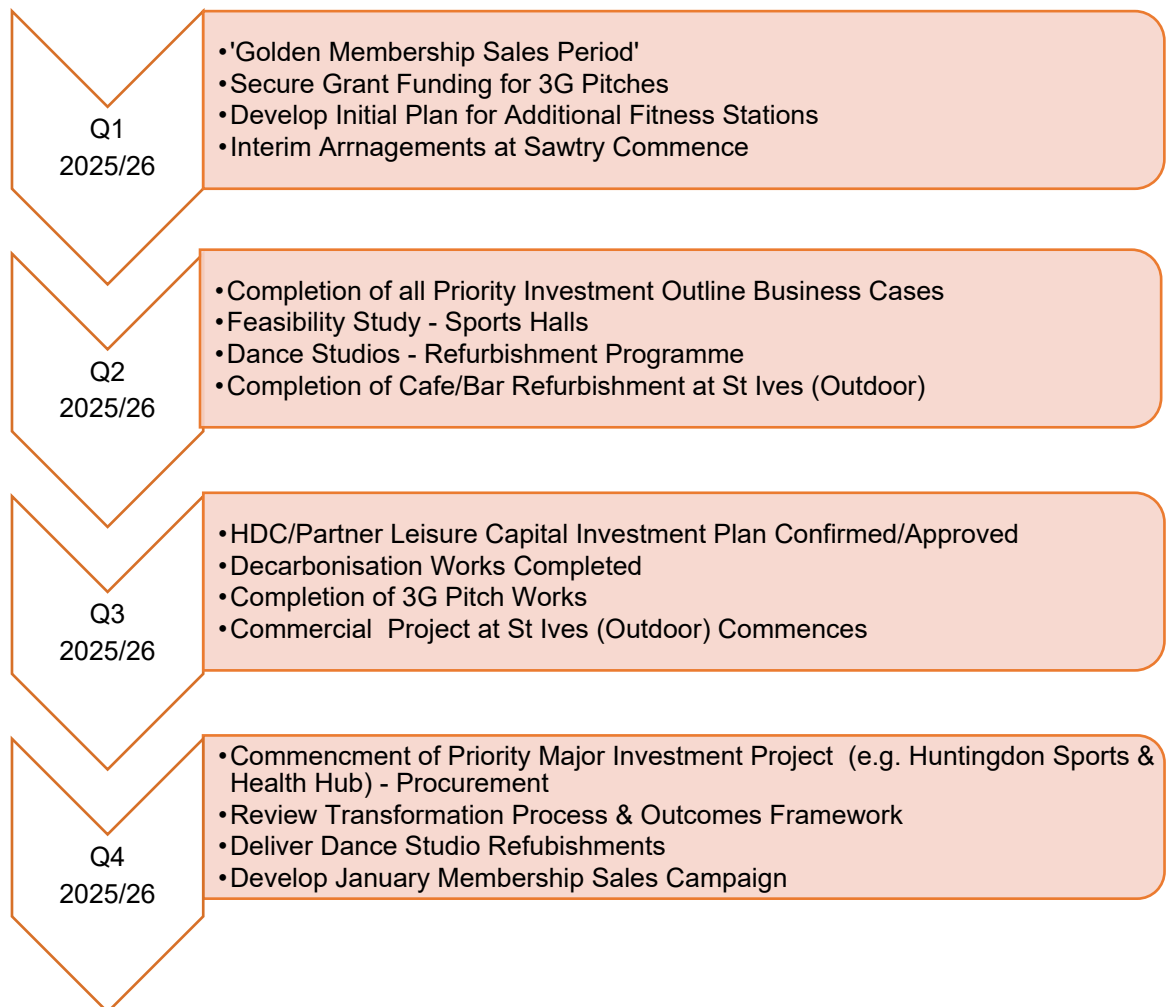 Q1
2025/26
•'Golden Membership Sales Period'
•Secure Grant Funding for 3G Pitches
•Develop Initial Plan for Additional Fitness Stations
•Interim Arrnagements at Sawtry Commence
Q2
2025/26
•Completion of all Priority Investment Outline Business Cases
•Feasibility Study - Sports Halls
•Dance Studios - Refurbishment Programme
•Completion of Cafe/Bar Refurbishment at St Ives (Outdoor)
Q3
2025/26
•HDC/Partner Leisure Capital Investment Plan Confirmed/Approved
•Decarbonisation Works Completed
•Completion of 3G Pitch Works
•Commercial  Project at St Ives (Outdoor) Commences
Q4
2025/26
•Commencment of Priority Major Investment Project  (e.g. Huntingdon Sports &
Health Hub) - Procurement
•Review Transformation Process & Outcomes Framework
•Deliver Dance Studio Refubishments
•Develop January Membership Sales Campaign